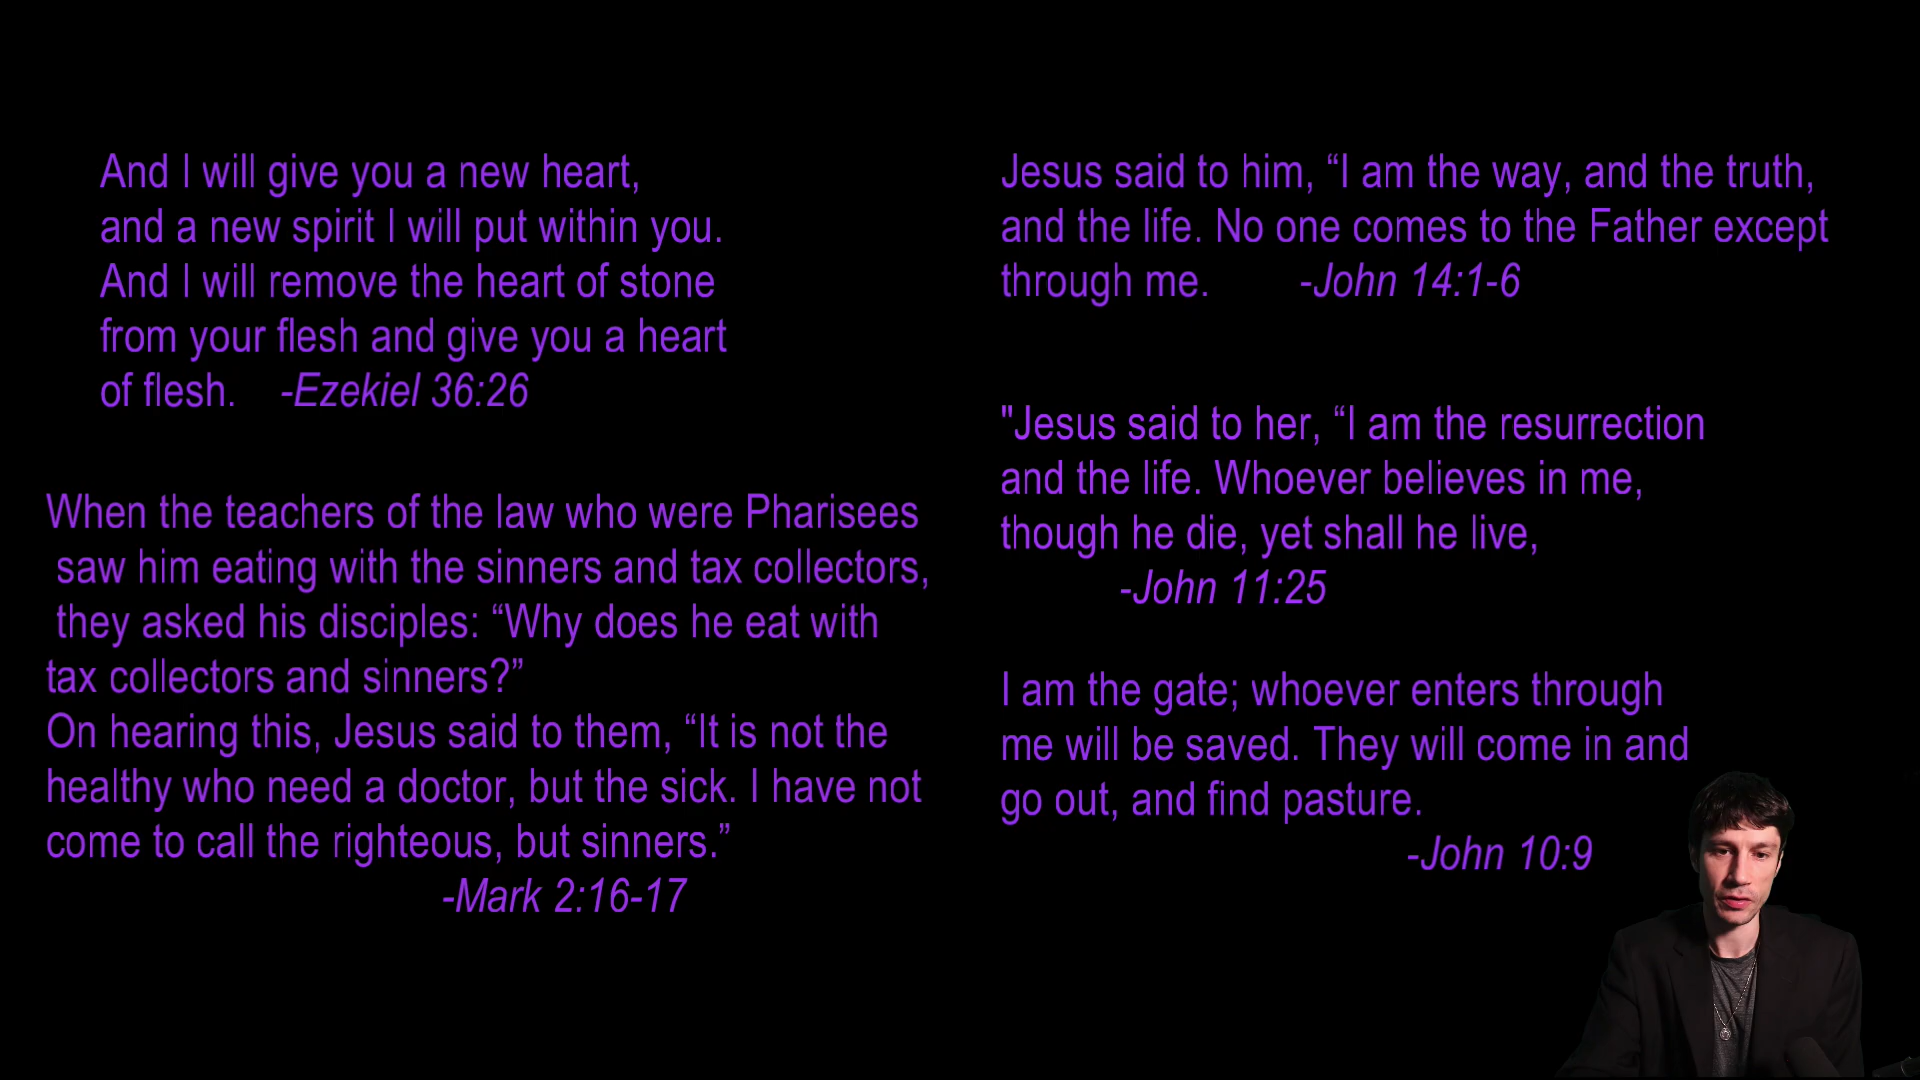 And I will give you a new heart,
and a new spirit I will put within you.
And I will remove the heart of stone
from your flesh and give you a heart
of flesh. -Ezekiel 36:26
When the teachers of the law who were Pharisees
saw him eating with the sinners and tax collectors,
they asked his disciples: “Why does he eat with
tax collectors and sinners?”
On hearing this, Jesus said to them, “It is not the
healthy who need a doctor, but the sick. I have not
come to call the righteous, but sinners.”
-Mark 2:16-17
Jesus said to him, “I am the way, and the truth,
and the life. No one comes to the Father except
through me. -John 14:1-6
"Jesus said to her, “I am the resurrection
and the life. Whoever believes in me,
though he die, yet shall he live,
-John 11:25
I am the gate; whoever enters through
me will be saved. They will come in and
go out, and find pasture.
-John 10:9